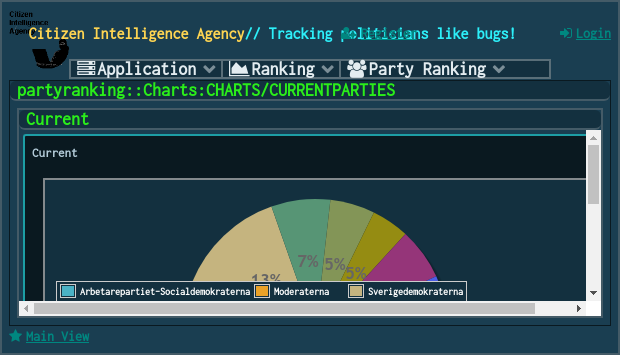 Citizen
Intelligence
Agency
Citizen Intelligence Agency// Tracking politicians like bugs!
Login
Application Ranking Party Ranking
partyranking::Charts:CHARTS/CURRENTPARTIES
Current
Current
7%
5%
5%
13%
Arbetarepartiet-Socialdemokraterna Moderaterna Sverigedemokraterna
Main View